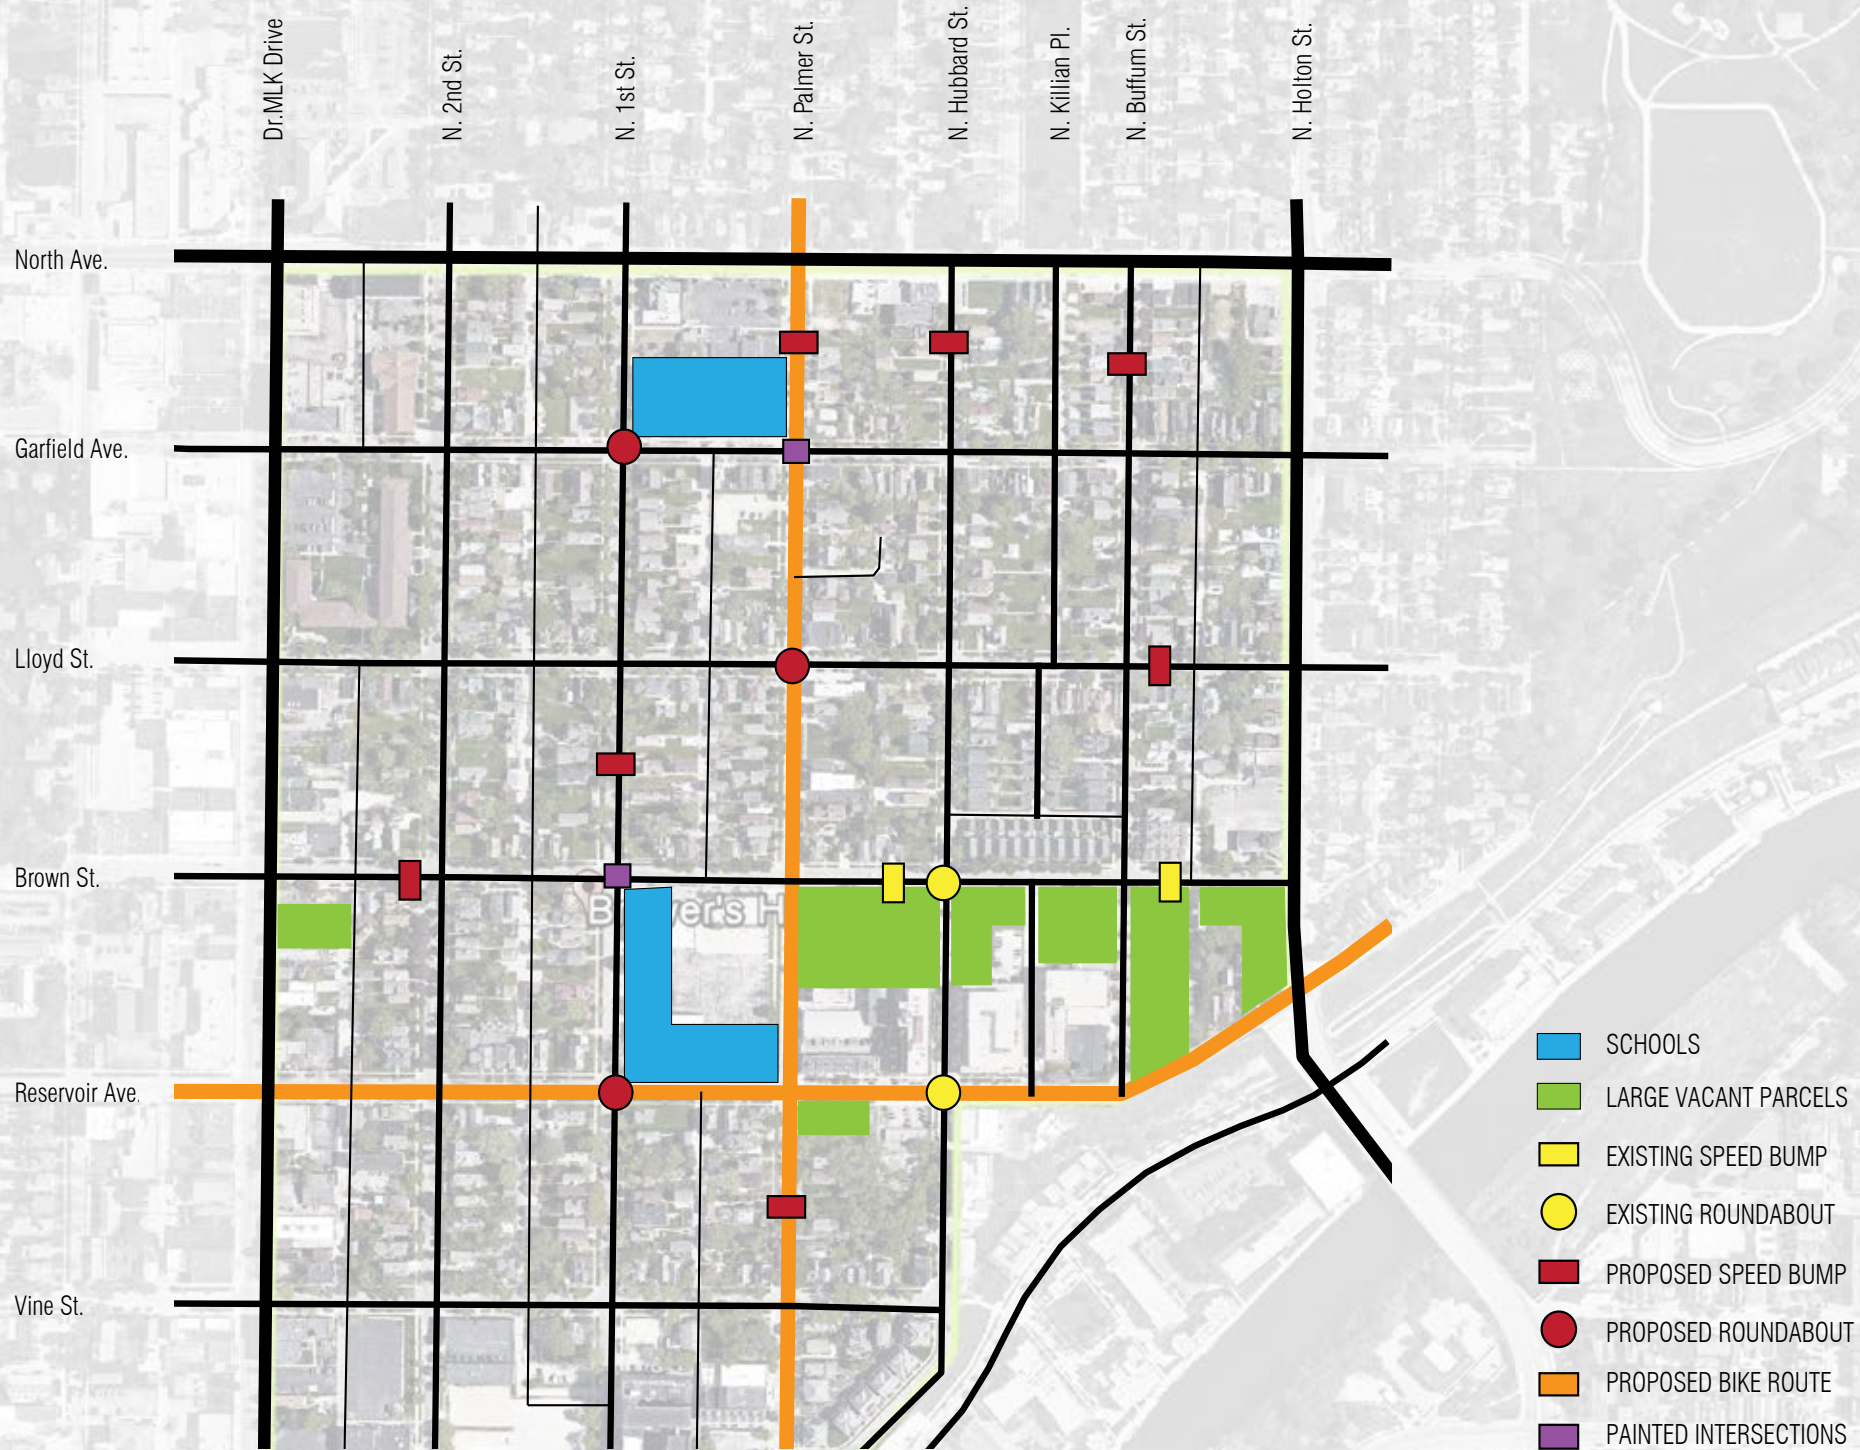 Dr.MLK Drive
N. 2nd St.
N. 1st St.
N. Palmer St.
N. Hubbard St.
N. Killian Pl.
N. Buffum St.
N. Holton St.
North Ave.
Garfield Ave.
Lloyd St.
Brown St.
Reservoir Ave.
Vine St.
SCHOOLS
LARGE VACANT PARCELS
EXISTING SPEED BUMP
EXISTING ROUNDABOUT
PROPOSED SPEED BUMP
PROPOSED ROUNDABOUT
PROPOSED BIKE ROUTE
PAINTED INTERSECTIONS